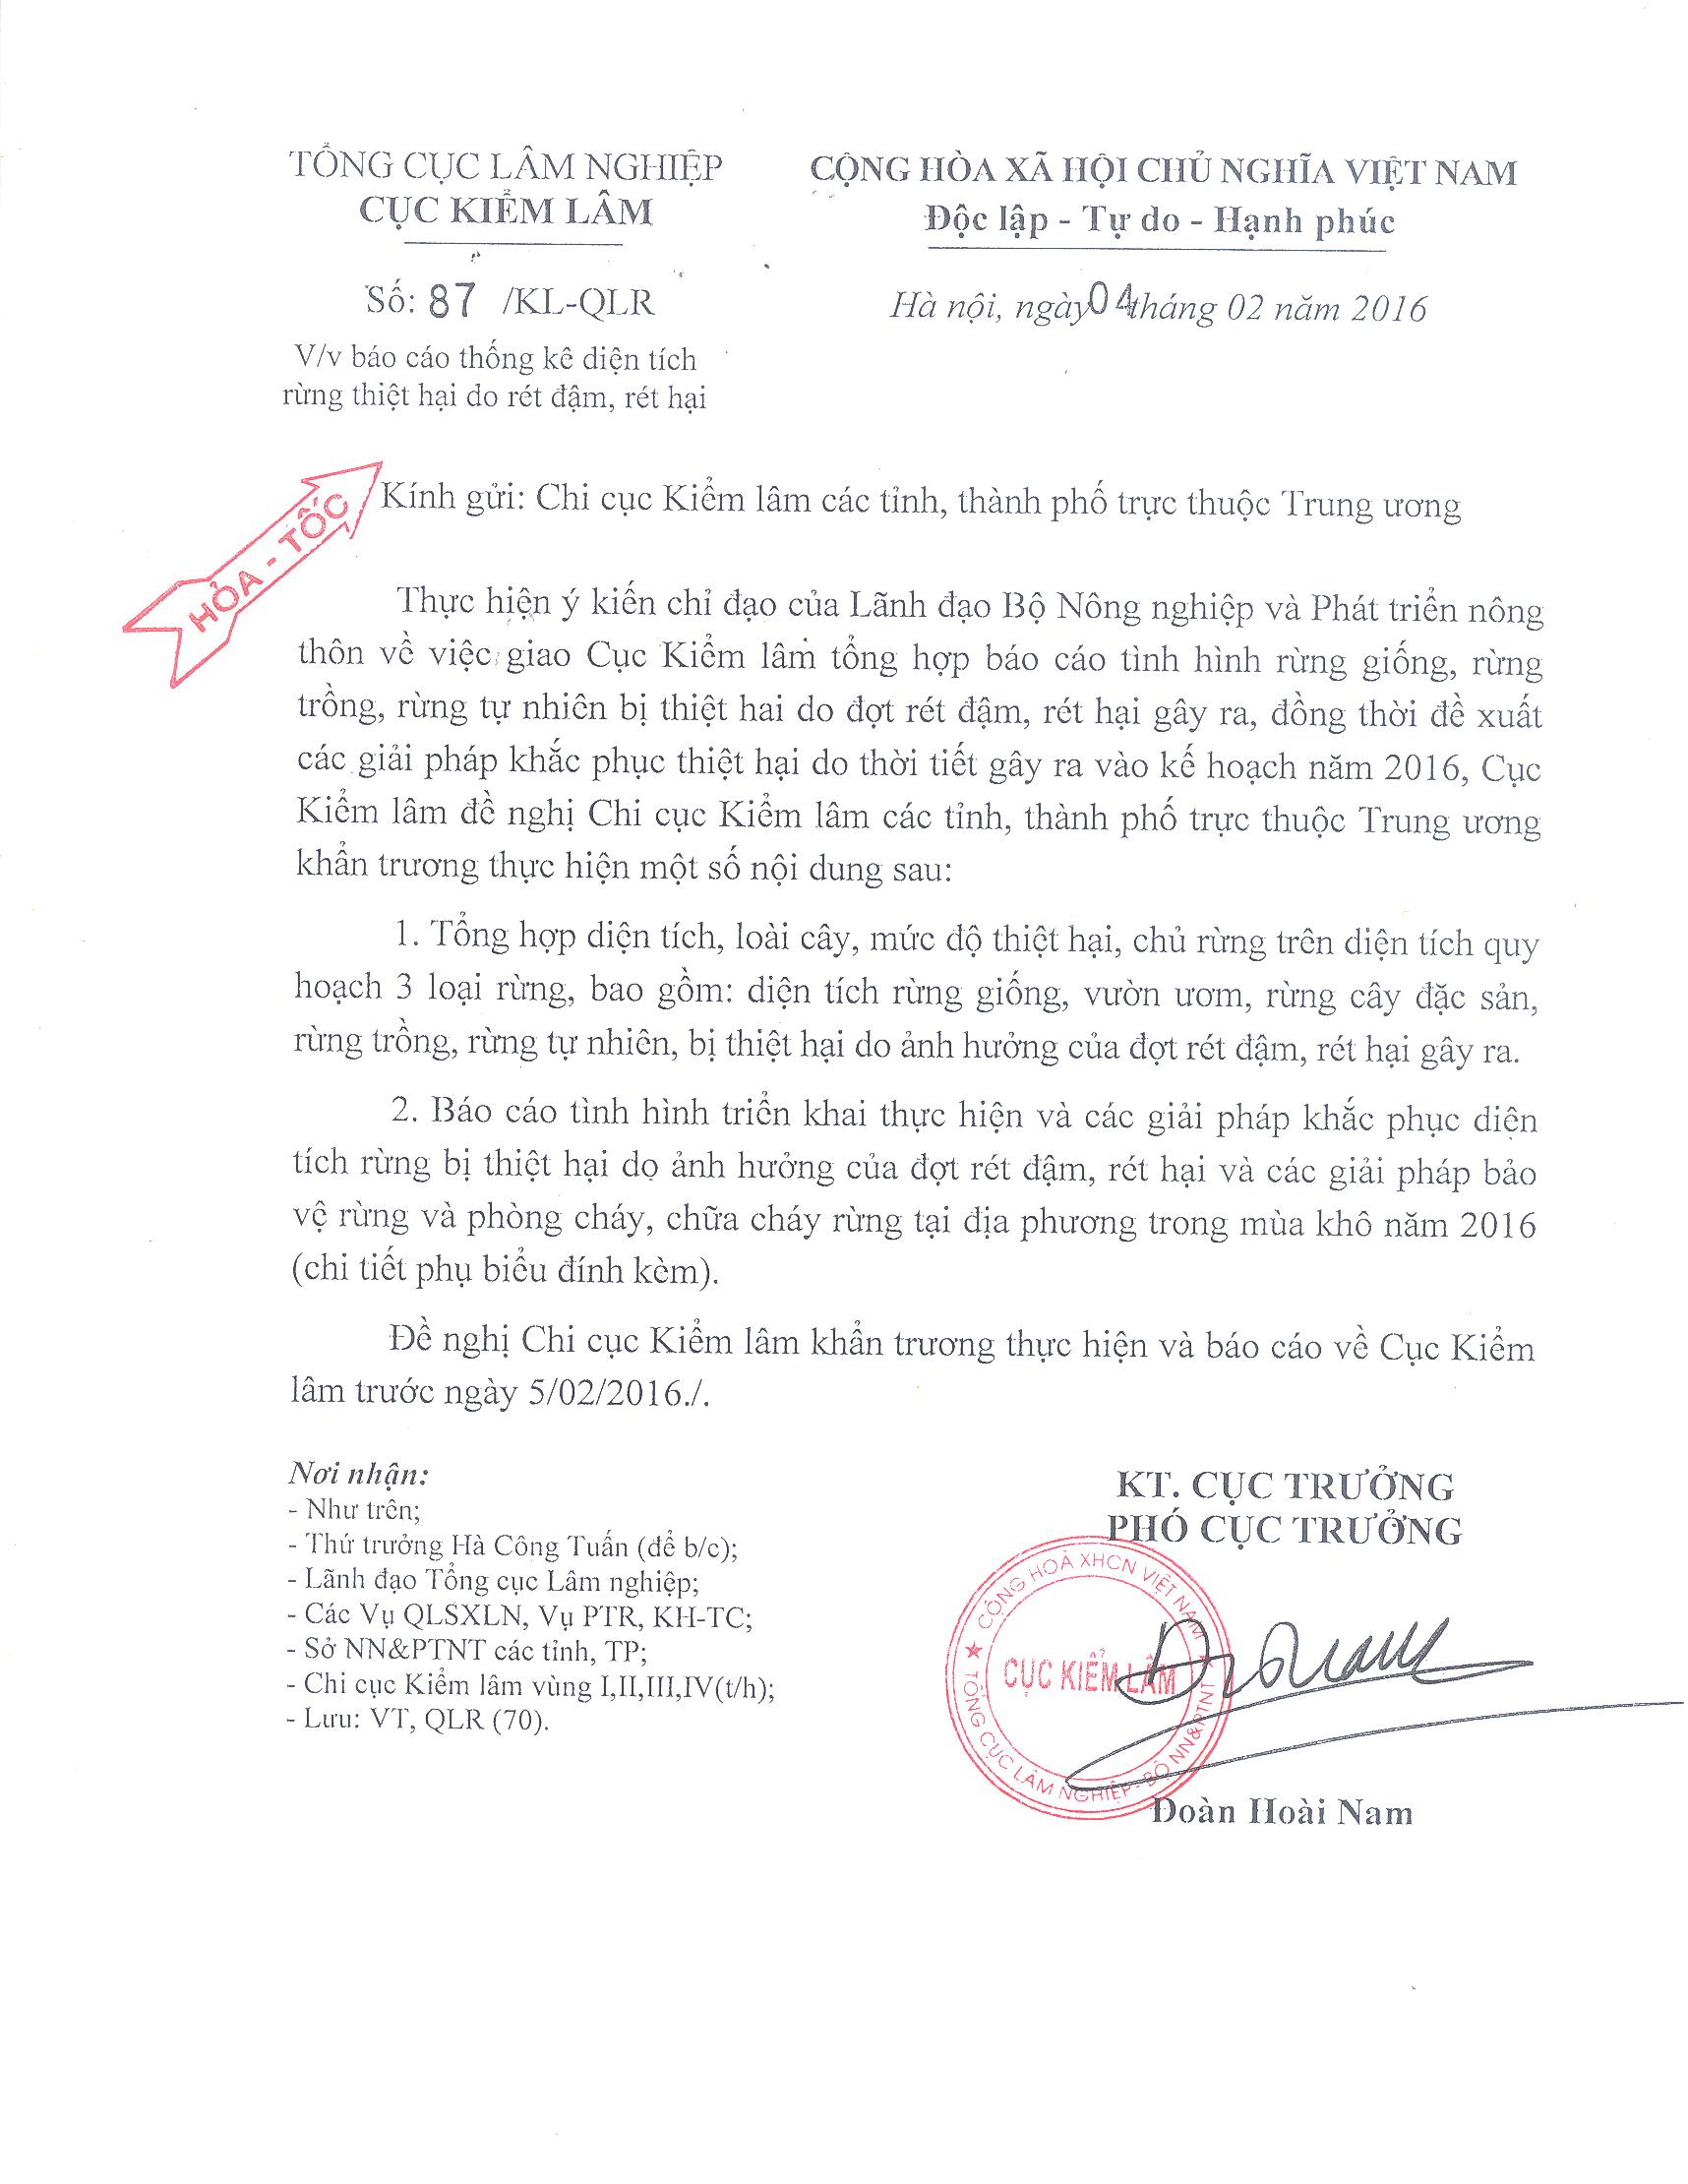 TỔNG CỤC LÂM NGHIỆP
CỤC KIỂM LÂM
CỘNG HÒA XÃ HỘI CHỦ NGHĨA VIỆT NAM
Độc lập - Tự do - Hạnh phúc
Số: 87 /KL-QLR
Hà nội, ngày 04 tháng 02 năm 2016
V/v báo cáo thống kê diện tích
rừng thiệt hại do rét đậm, rét hại
HỎA - TỐC
Kính gửi: Chi cục Kiểm lâm các tỉnh, thành phố trực thuộc Trung ương
Thực hiện ý kiến chỉ đạo của Lãnh đạo Bộ Nông nghiệp và Phát triển nông
thôn về việc giao Cục Kiểm lâm tổng hợp báo cáo tình hình rừng giống, rừng
trồng, rừng tự nhiên bị thiệt hai do đợt rét đậm, rét hại gây ra, đồng thời đề xuất
các giải pháp khắc phục thiệt hại do thời tiết gây ra vào kế hoạch năm 2016, Cục
Kiểm lâm đề nghị Chi cục Kiểm lâm các tỉnh, thành phố trực thuộc Trung ương
khẩn trương thực hiện một số nội dung sau:
1. Tổng hợp diện tích, loài cây, mức độ thiệt hại, chủ rừng trên diện tích quy
hoạch 3 loại rừng, bao gồm: diện tích rừng giống, vườn ươm, rừng cây đặc sản,
rừng trồng, rừng tự nhiên, bị thiệt hại do ảnh hưởng của đợt rét đậm, rét hại gây ra.
2. Báo cáo tình hình triển khai thực hiện và các giải pháp khắc phục diện
tích rừng bị thiệt hại do ảnh hưởng của đợt rét đậm, rét hại và các giải pháp bảo
vệ rừng và phòng cháy, chữa cháy rừng tại địa phương trong mùa khô năm 2016
(chi tiết phụ biểu đính kèm).
Đề nghị Chi cục Kiểm lâm khẩn trương thực hiện và báo cáo về Cục Kiểm
lâm trước ngày 5/02/2016./.
Nơi nhận:
- Như trên;
- Thứ trưởng Hà Công Tuấn (để b/c);
- Lãnh đạo Tổng cục Lâm nghiệp;
- Các Vụ QLSXLN, Vụ PTR, KH-TC;
- Sở NN&PTNT các tỉnh, TP;
- Chi cục Kiểm lâm vùng I,II,III,IV(t/h);
- Lưu: VT, QLR (70).
KT. CỤC TRƯỞNG
PHÓ CỤC TRƯỞNG
CỘNG HOÀ XHCN VIỆT NAM
CỤC KIỂM LÂM
TỔNG CỤC LÂM NGHIỆP - BỘ NN&PTNT
Đoàn Hoài Nam